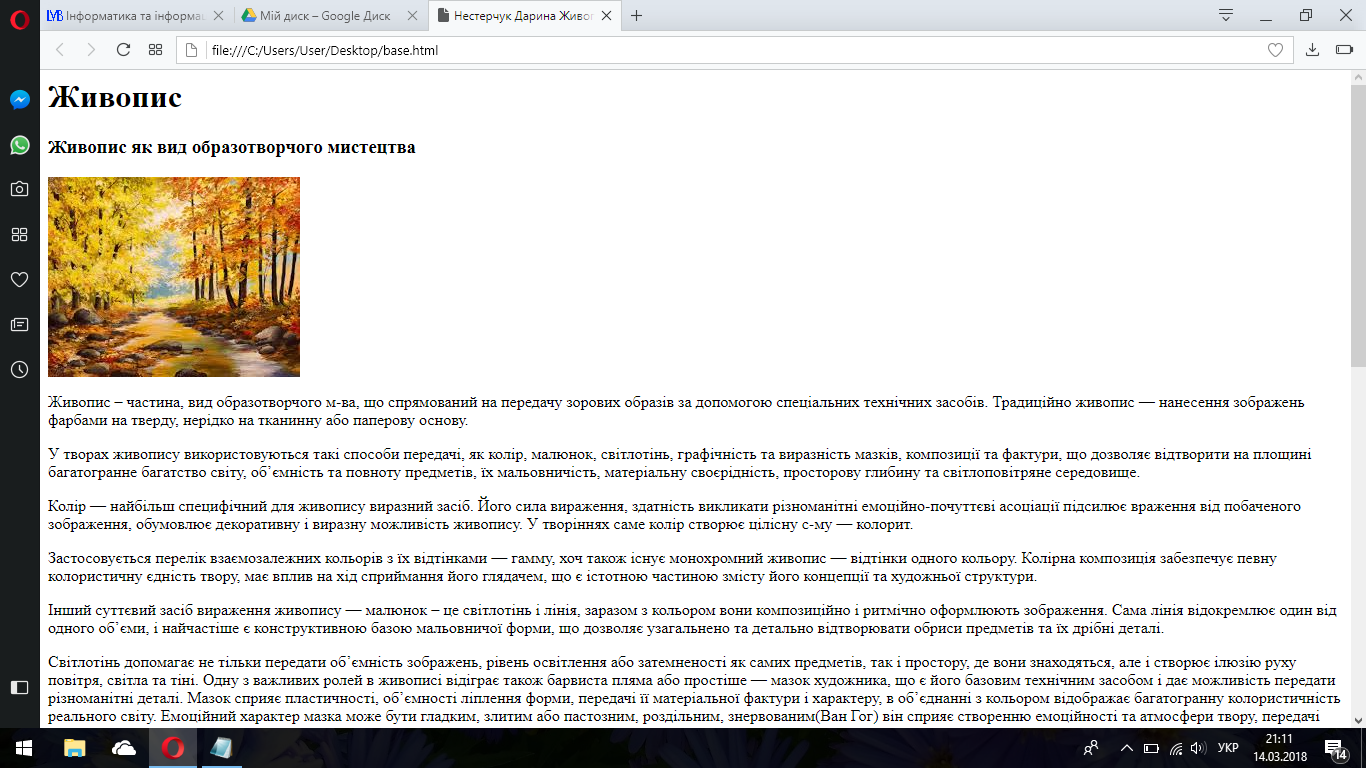 Інформатика та інформац
Мій диск – Google Диск
Нестерчук Дарина Живоп
file:///C:/Users/User/Desktop/base.html
Живопис
Живопис як вид образотворчого мистецтва
Живопис – частина, вид образотворчого м-ва, що спрямований на передачу зорових образів за допомогою спеціальних технічних засобів. Традиційно живопис — нанесення зображень
фарбами на тверду, нерідко на тканинну або паперову основу.
У творах живопису використовуються такі способи передачі, як колір, малюнок, світлотінь, графічність та виразність мазків, композиції та фактури, що дозволяє відтворити на площині
багатогранне багатство світу, об’ємність та повноту предметів, їх мальовничість, матеріальну своєрідність, просторову глибину та світлоповітряне середовище.
Колір — найбільш специфічний для живопису виразний засіб. Його сила вираження, здатність викликати різноманітні емоційно-почуттєві асоціації підсилює враження від побаченого
зображення, обумовлює декоративну і виразну можливість живопису. У творіннях саме колір створює цілісну с-му — колорит.
Застосовується перелік взаємозалежних кольорів з їх відтінками — гамму, хоч також існує монохромний живопис — відтінки одного кольору. Колірна композиція забезпечує певну
колористичну єдність твору, має вплив на хід сприймання його глядачем, що є істотною частиною змісту його концепції та художньої структури.
Інший суттєвий засіб вираження живопису — малюнок – це світлотінь і лінія, заразом з кольором вони композиційно і ритмічно оформлюють зображення. Сама лінія відокремлює один від
одного об’єми, і найчастіше є конструктивною базою мальовничої форми, що дозволяє узагальнено та детально відтворювати обриси предметів та їх дрібні деталі.
Світлотінь допомагає не тільки передати об’ємність зображень, рівень освітлення або затемненості як самих предметів, так і простору, де вони знаходяться, але і створює ілюзію руху
повітря, світла та тіні. Одну з важливих ролей в живописі відіграє також барвиста пляма або простіше — мазок художника, що є його базовим технічним засобом і дає можливість передати
різноманітні деталі. Мазок сприяє пластичності, об’ємності ліплення форми, передачі її матеріальної фактури і характеру, в об’єднанні з кольором відображає багатогранну колористичність
реального світу. Емоційний характер мазка може бути гладким, злитим або пастозним, роздільним, знервованим(Ван Гог) він сприяє створенню емоційності та атмосфери твору, передачі
УКР
21:11
14.03.2018
14